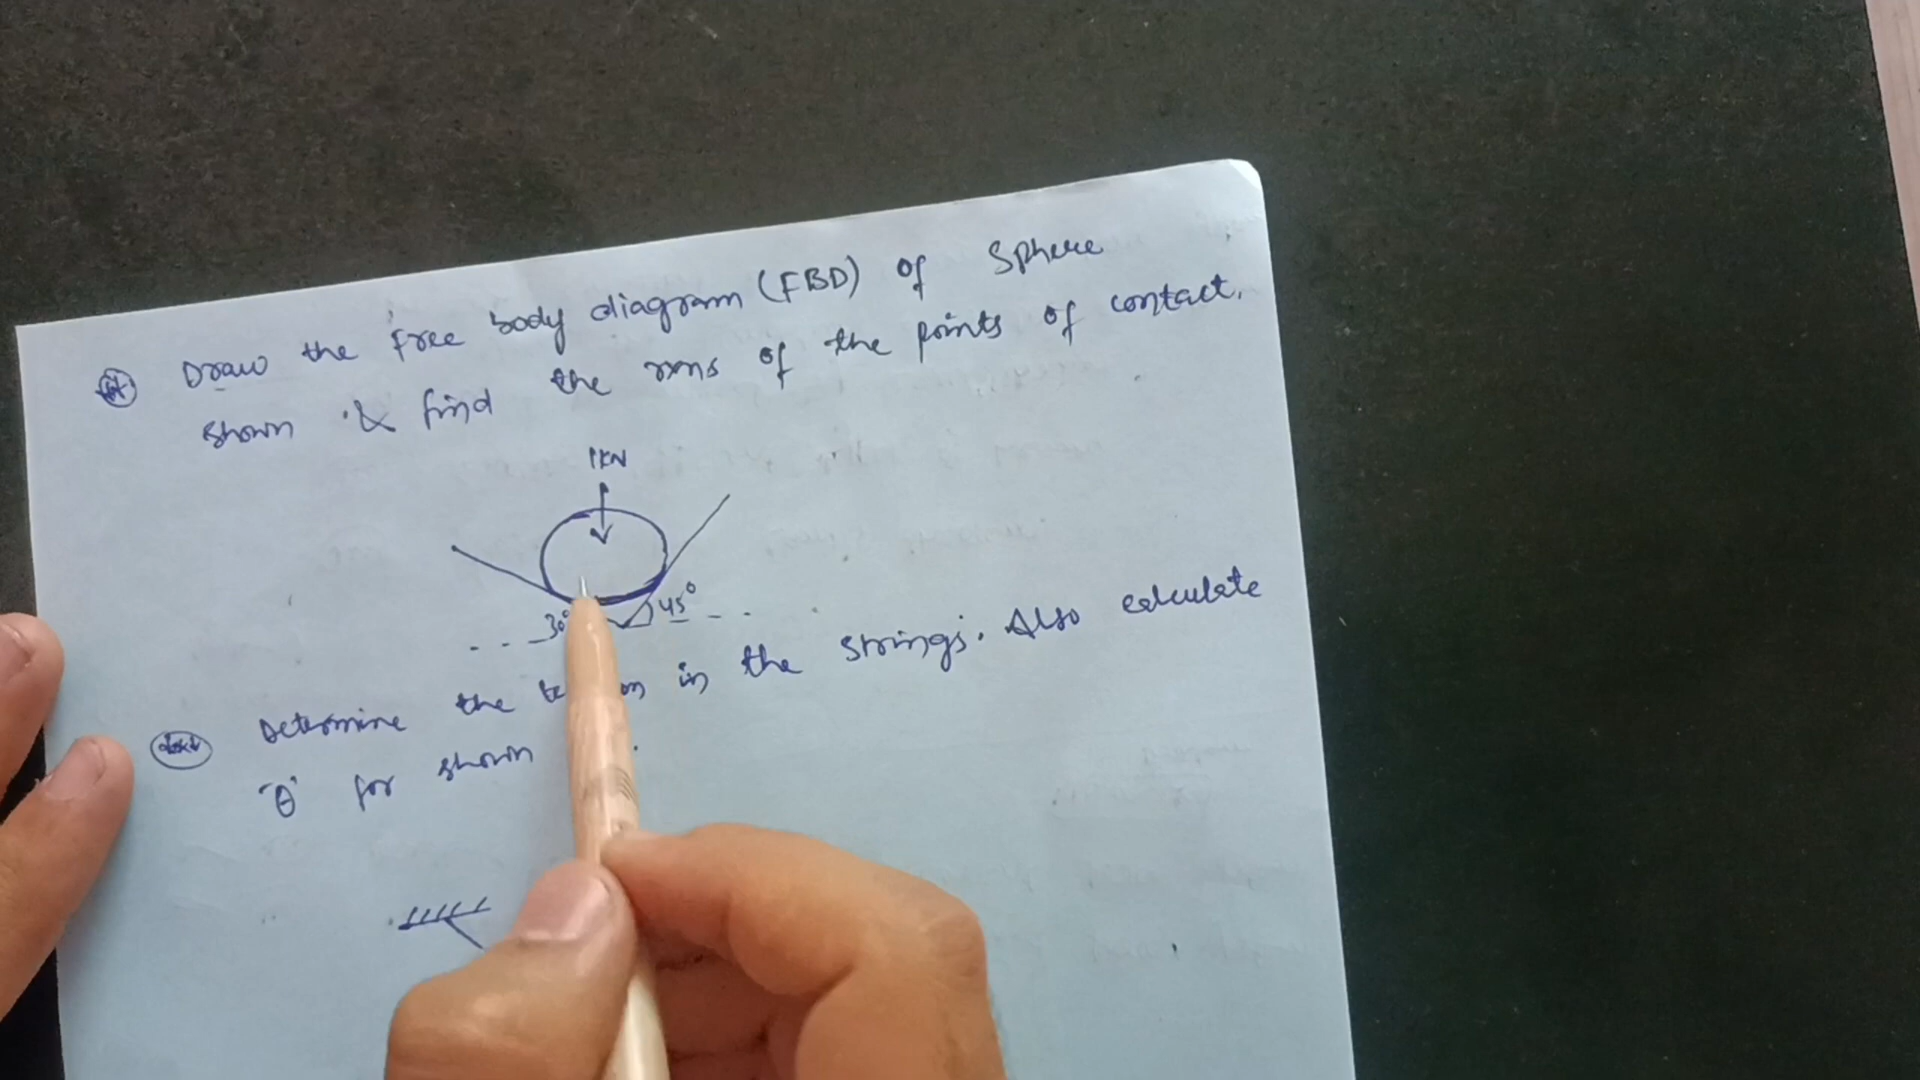 Draw the free body diagram (FBD) of Sphere
shown & find the rxns of the points of contact.
1KN
30° 45°
Determine the in the strings. Also calculate
'θ' for shown